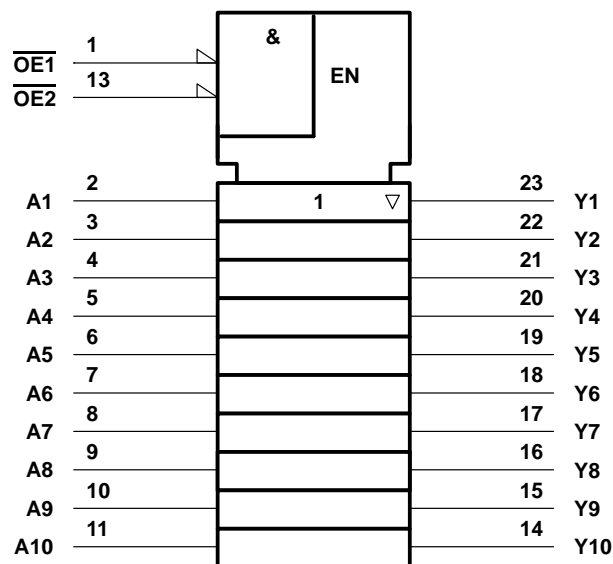 &
EN
O̅E̅1̅ 1
O̅E̅2̅ 13
A1 2 1 ▽ 23 Y1
A2 3 22 Y2
A3 4 21 Y3
A4 5 20 Y4
A5 6 19 Y5
A6 7 18 Y6
A7 8 17 Y7
A8 9 16 Y8
A9 10 15 Y9
A10 11 14 Y10